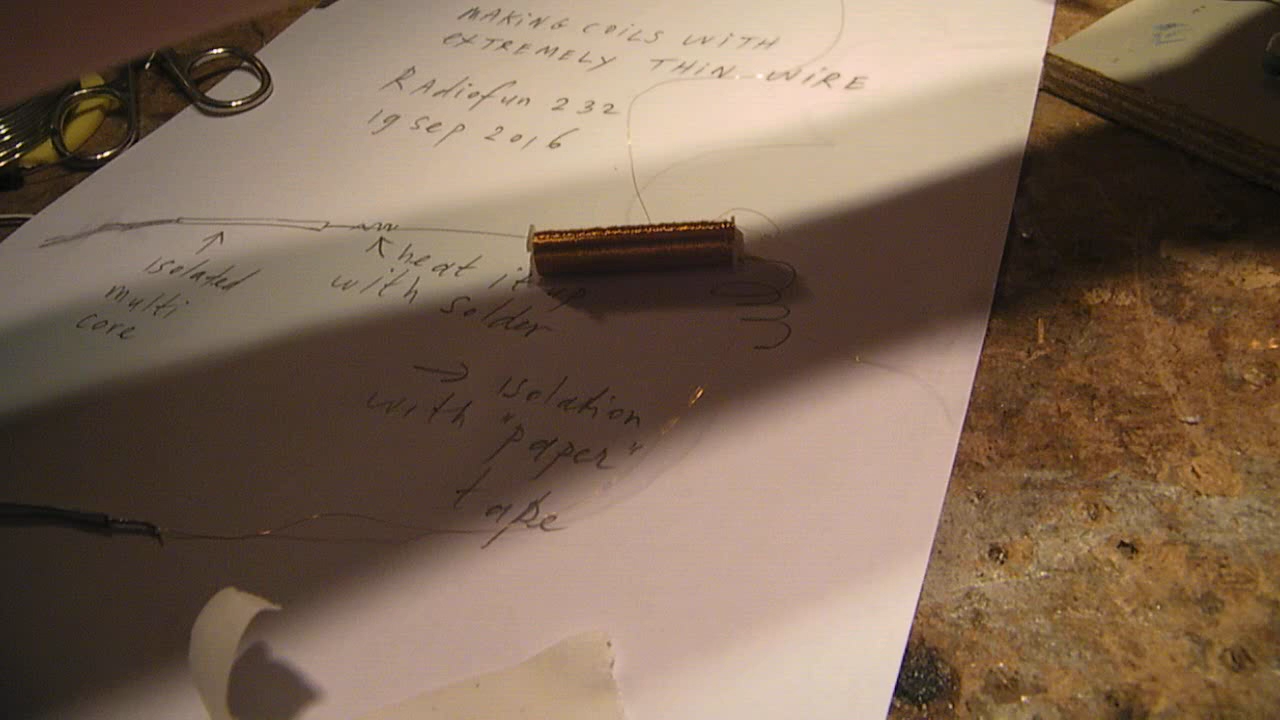 MAKING COILS WITH
EXTREMELY THIN WIRE
RAdiofun 232
19 sep 2016
isolated
multi
core
heat it up
with solder
→ isolation
with "paper"
tape